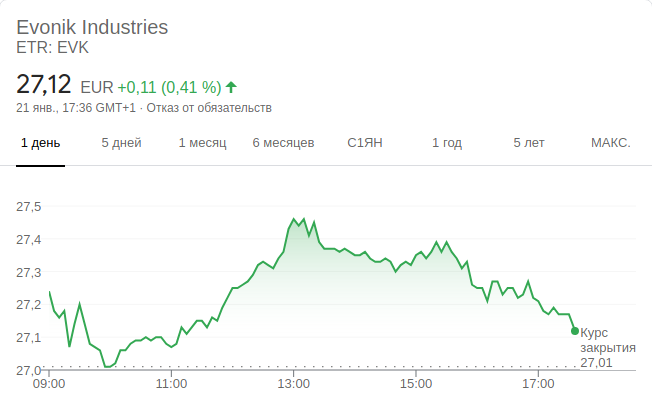 Evonik Industries
ETR: EVK
27,12 EUR +0,11 (0,41 %)
21 янв., 17:36 GMT+1 · Отказ от обязательств
1 день 5 дней 1 месяц 6 месяцев С1ЯН 1 год 5 лет МАКС.
27,5
27,4
27,3
27,2
27,1
27,0
Курс
закрытия
27,01
09:00 11:00 13:00 15:00 17:00